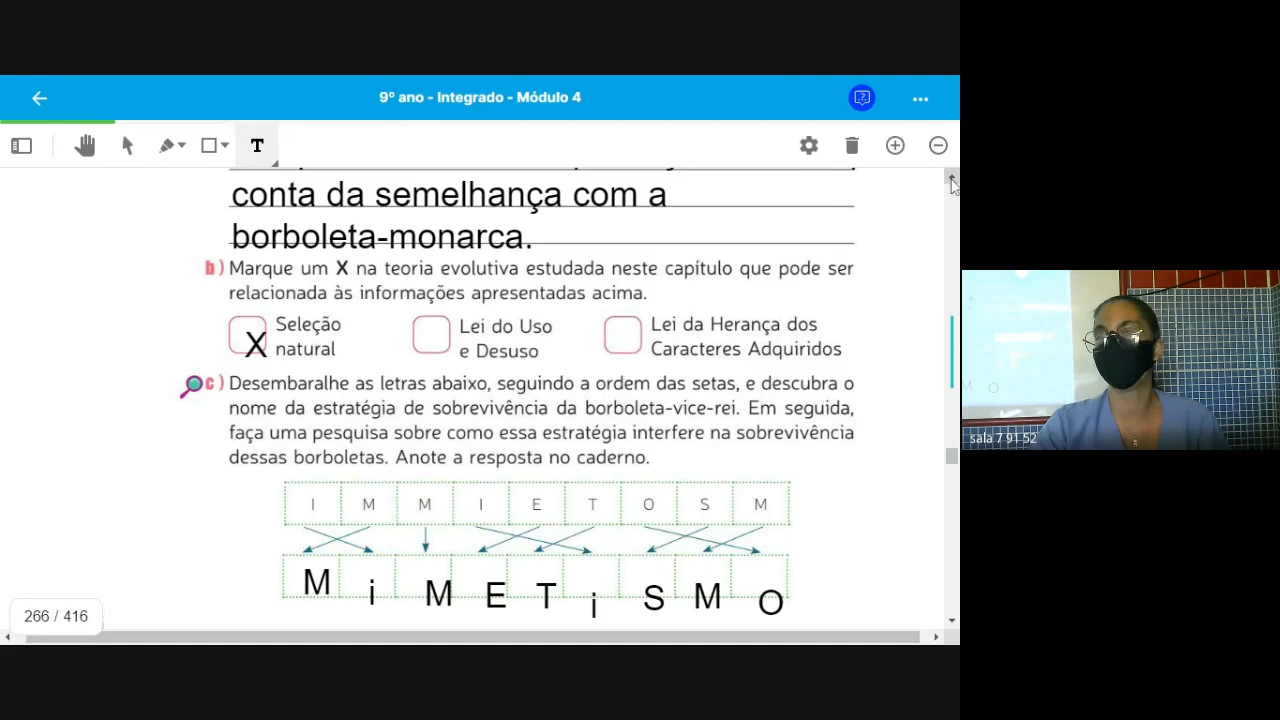 9º ano - Integrado - Módulo 4
T
conta da semelhança com a
borboleta-monarca.
b) Marque um X na teoria evolutiva estudada neste capítulo que pode ser
relacionada às informações apresentadas acima.
X Seleção natural
Lei do Uso e Desuso
Lei da Herança dos Caracteres Adquiridos
c) Desembaralhe as letras abaixo, seguindo a ordem das setas, e descubra o
nome da estratégia de sobrevivência da borboleta-vice-rei. Em seguida,
faça uma pesquisa sobre como essa estratégia interfere na sobrevivência
dessas borboletas. Anote a resposta no caderno.
I M M I E T O S M
M i M E T i S M O
266 / 416
sala 7 91 52